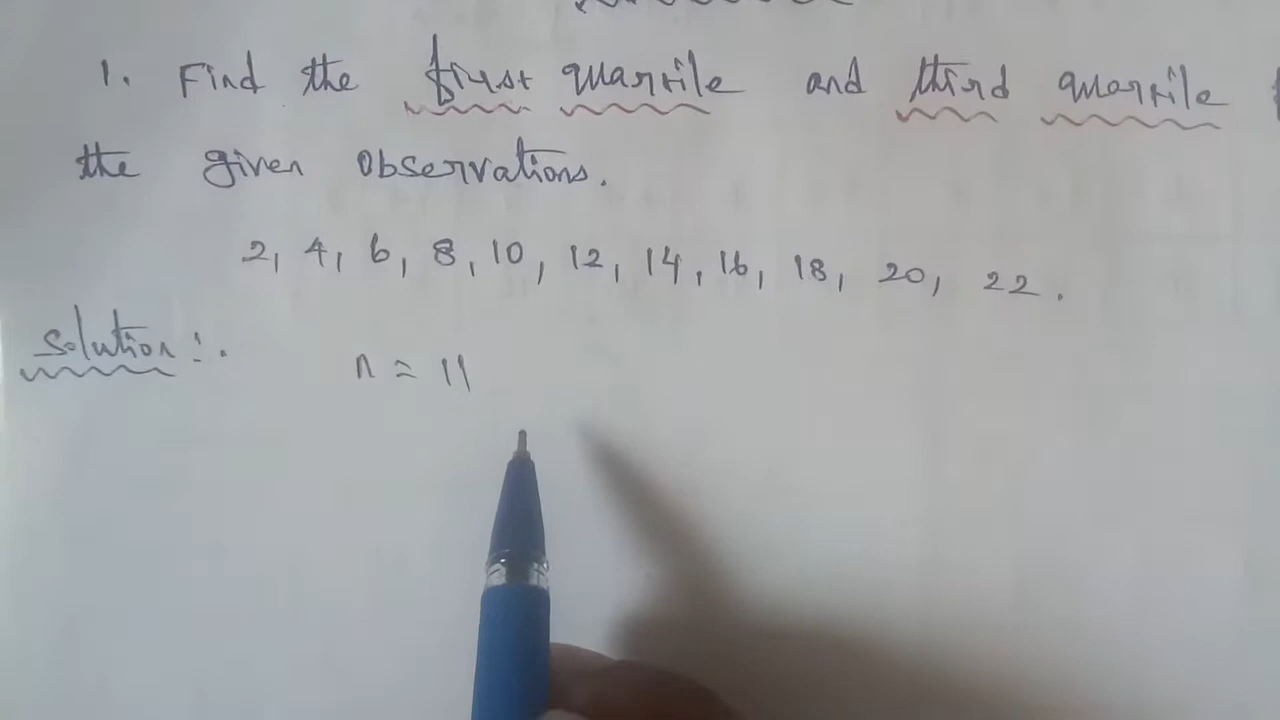 1. Find the first quartile and third quartile
the given observations.
2, 4, 6, 8, 10, 12, 14, 16, 18, 20, 22.
Solution:.
n = 11